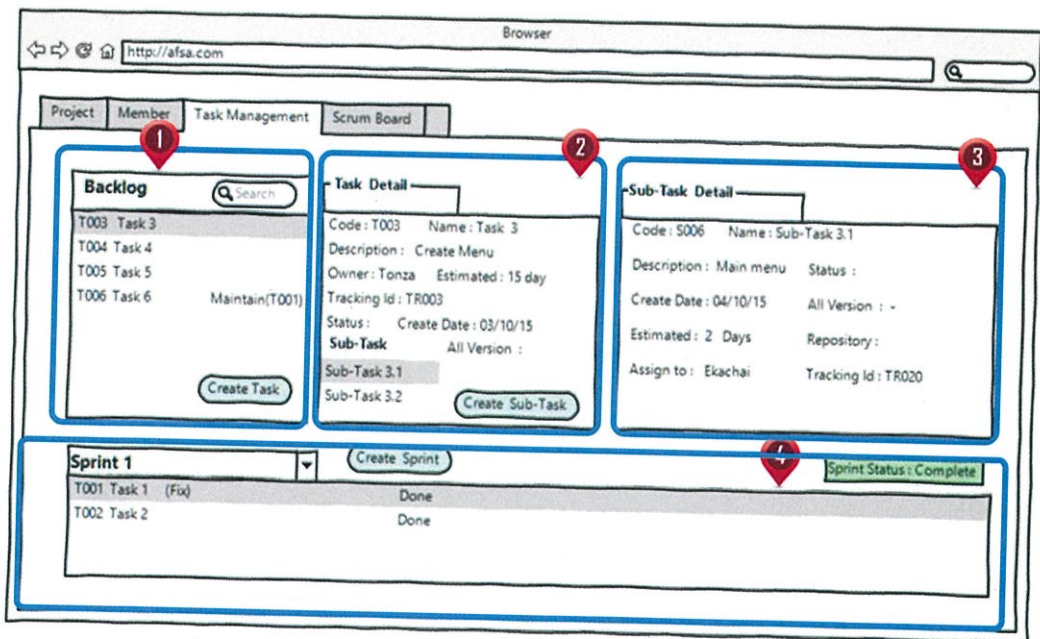 Browser
http://afsa.com
Project Member Task Management Scrum Board
1
2
3
Backlog Search
T003 Task 3
T004 Task 4
T005 Task 5
T006 Task 6 Maintain(T001)
Create Task
Task Detail
Code : T003 Name : Task 3
Description : Create Menu
Owner : Tonza Estimated : 15 day
Tracking Id : TR003
Status : Create Date : 03/10/15
Sub-Task All Version :
Sub-Task 3.1
Sub-Task 3.2
Create Sub-Task
Sub-Task Detail
Code : S006 Name : Sub-Task 3.1
Description : Main menu Status :
Create Date : 04/10/15 All Version : -
Estimated : 2 Days Repository :
Assign to : Ekachai Tracking Id : TR020
4
Sprint 1 Create Sprint Sprint Status : Complete
T001 Task 1 (Fix) Done
T002 Task 2 Done